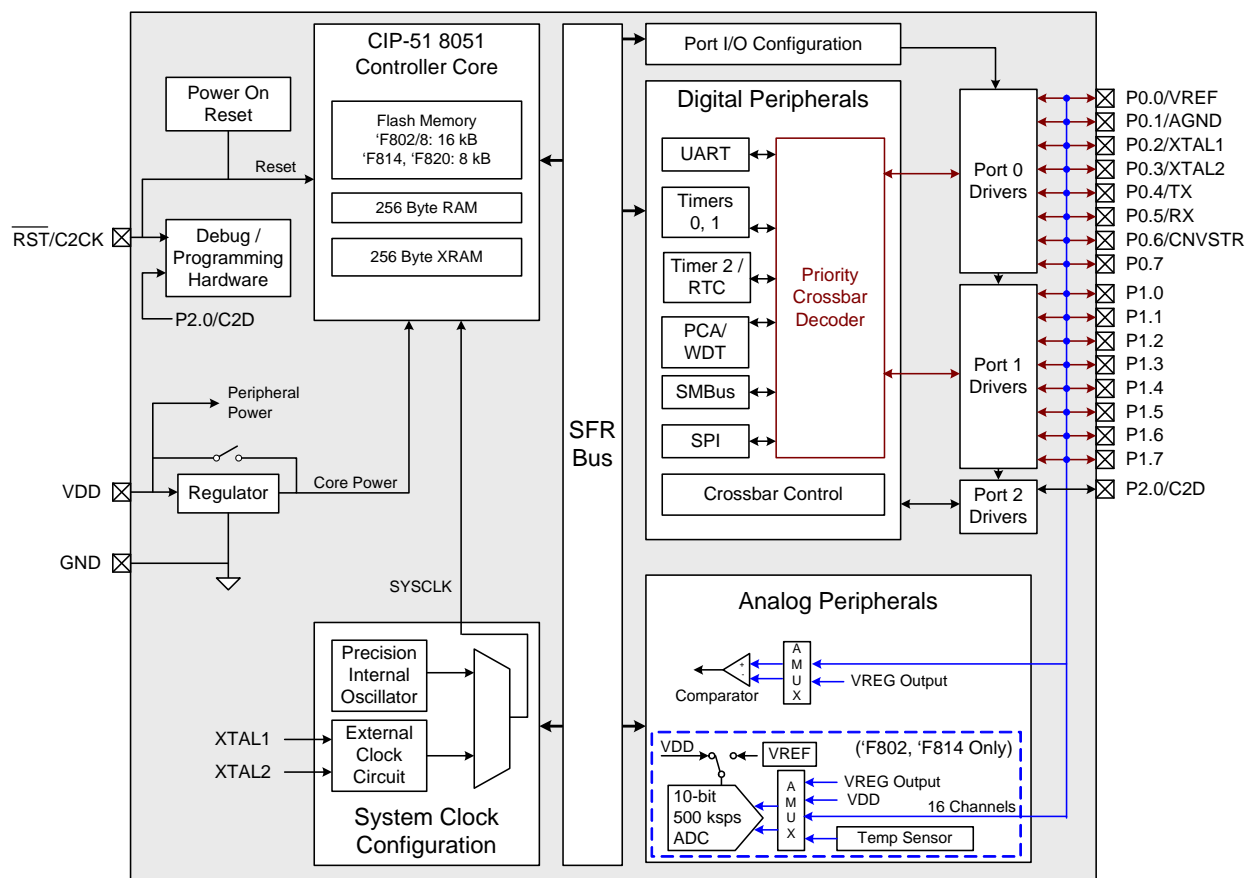 CIP-51 8051
Controller Core
Flash Memory
‘F802/8: 16 kB
‘F814, ‘F820: 8 kB
256 Byte RAM
256 Byte XRAM
Power On
Reset
Reset
RST/C2CK
Debug /
Programming
Hardware
P2.0/C2D
Peripheral
Power
VDD
Regulator
Core Power
GND
SYSCLK
Precision
Internal
Oscillator
XTAL1
XTAL2
External
Clock
Circuit
System Clock
Configuration
SFR
Bus
Port I/O Configuration
Digital Peripherals
UART
Timers
0, 1
Timer 2 /
RTC
PCA/
WDT
SMBus
SPI
Priority
Crossbar
Decoder
Crossbar Control
Port 0
Drivers
Port 1
Drivers
Port 2
Drivers
P0.0/VREF
P0.1/AGND
P0.2/XTAL1
P0.3/XTAL2
P0.4/TX
P0.5/RX
P0.6/CNVSTR
P0.7
P1.0
P1.1
P1.2
P1.3
P1.4
P1.5
P1.6
P1.7
P2.0/C2D
Analog Peripherals
+
-
Comparator
A
M
U
X
VREG Output
(‘F802, ‘F814 Only)
VDD
VREF
10-bit
500 ksps
ADC
A
M
U
X
VREG Output
VDD
16 Channels
Temp Sensor